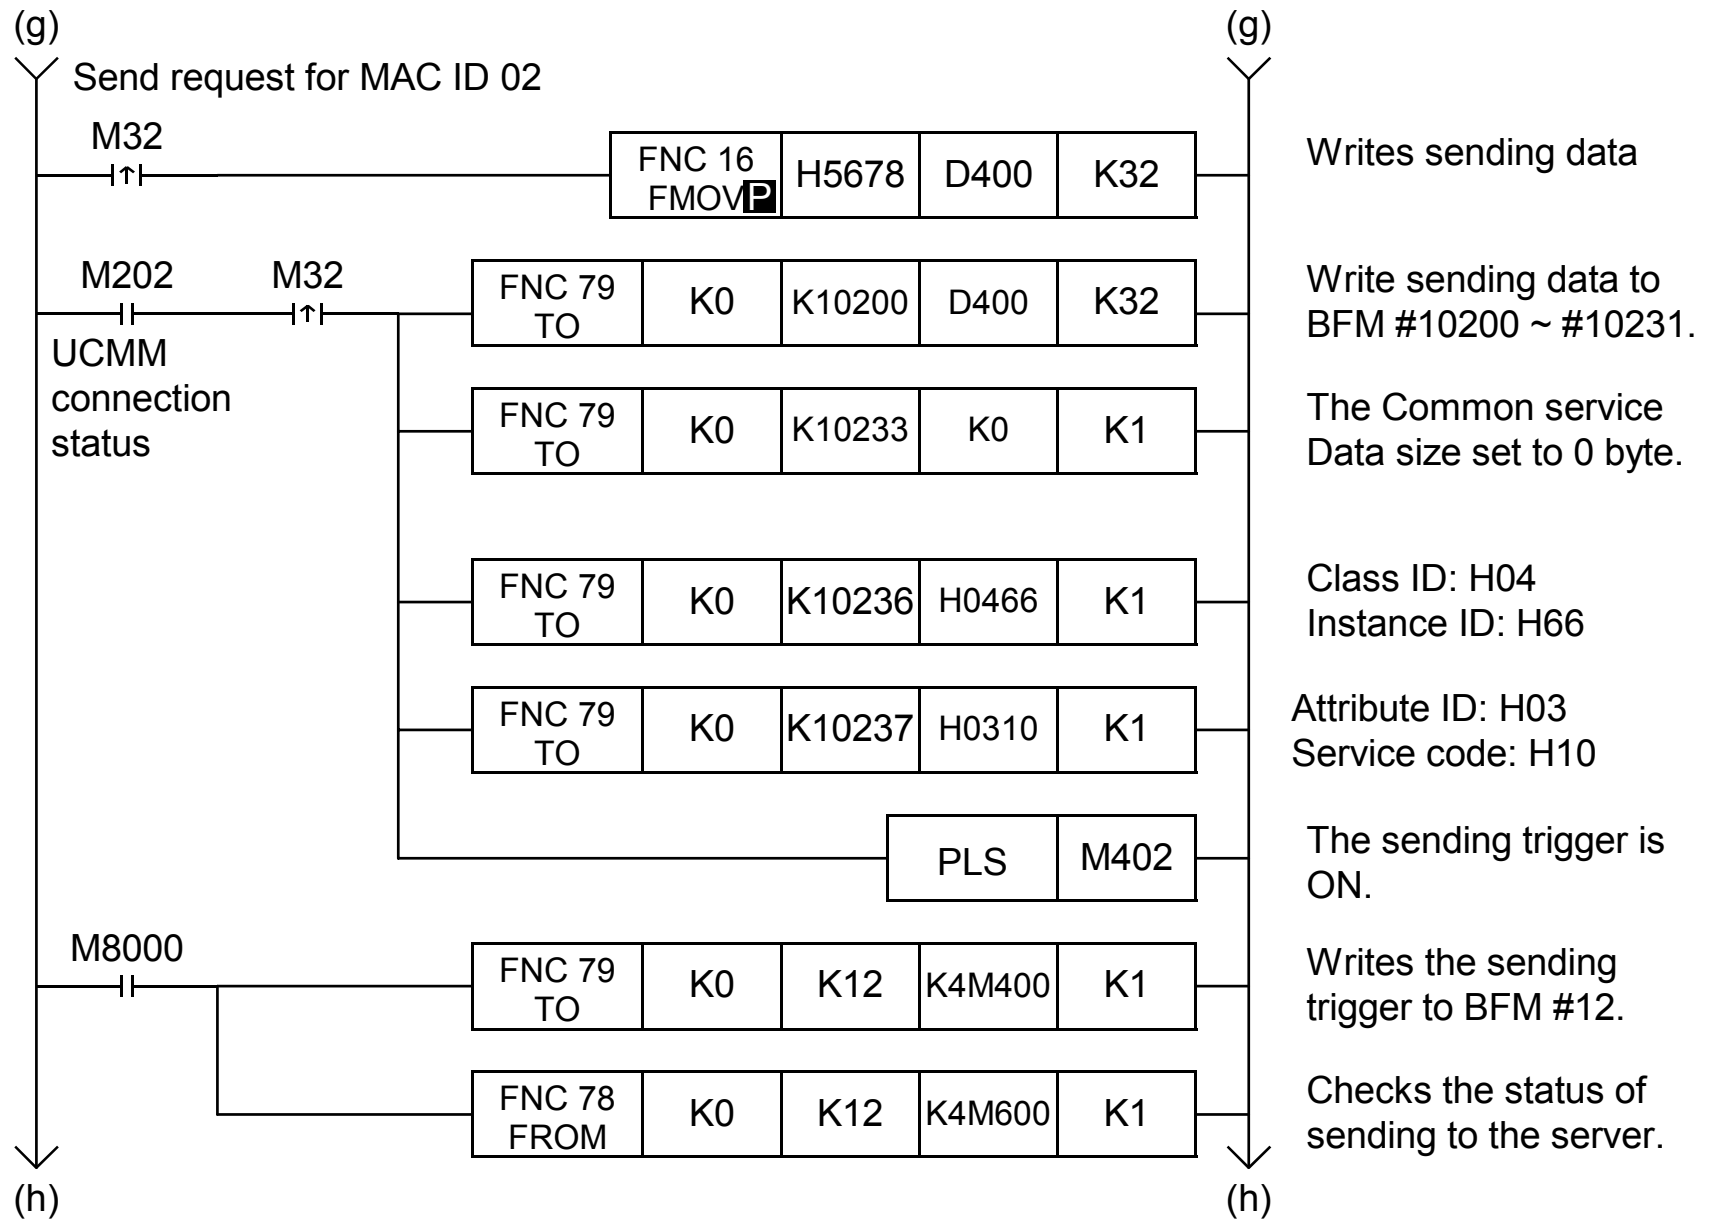 (g) (g)
Send request for MAC ID 02
M32
FNC 16
FMOVP H5678 D400 K32
Writes sending data
M202 M32
UCMM
connection
status
FNC 79
TO K0 K10200 D400 K32
Write sending data to
BFM #10200 ~ #10231.
FNC 79
TO K0 K10233 K0 K1
The Common service
Data size set to 0 byte.
FNC 79
TO K0 K10236 H0466 K1
Class ID: H04
Instance ID: H66
FNC 79
TO K0 K10237 H0310 K1
Attribute ID: H03
Service code: H10
PLS M402
The sending trigger is
ON.
M8000
FNC 79
TO K0 K12 K4M400 K1
Writes the sending
trigger to BFM #12.
FNC 78
FROM K0 K12 K4M600 K1
Checks the status of
sending to the server.
(h) (h)